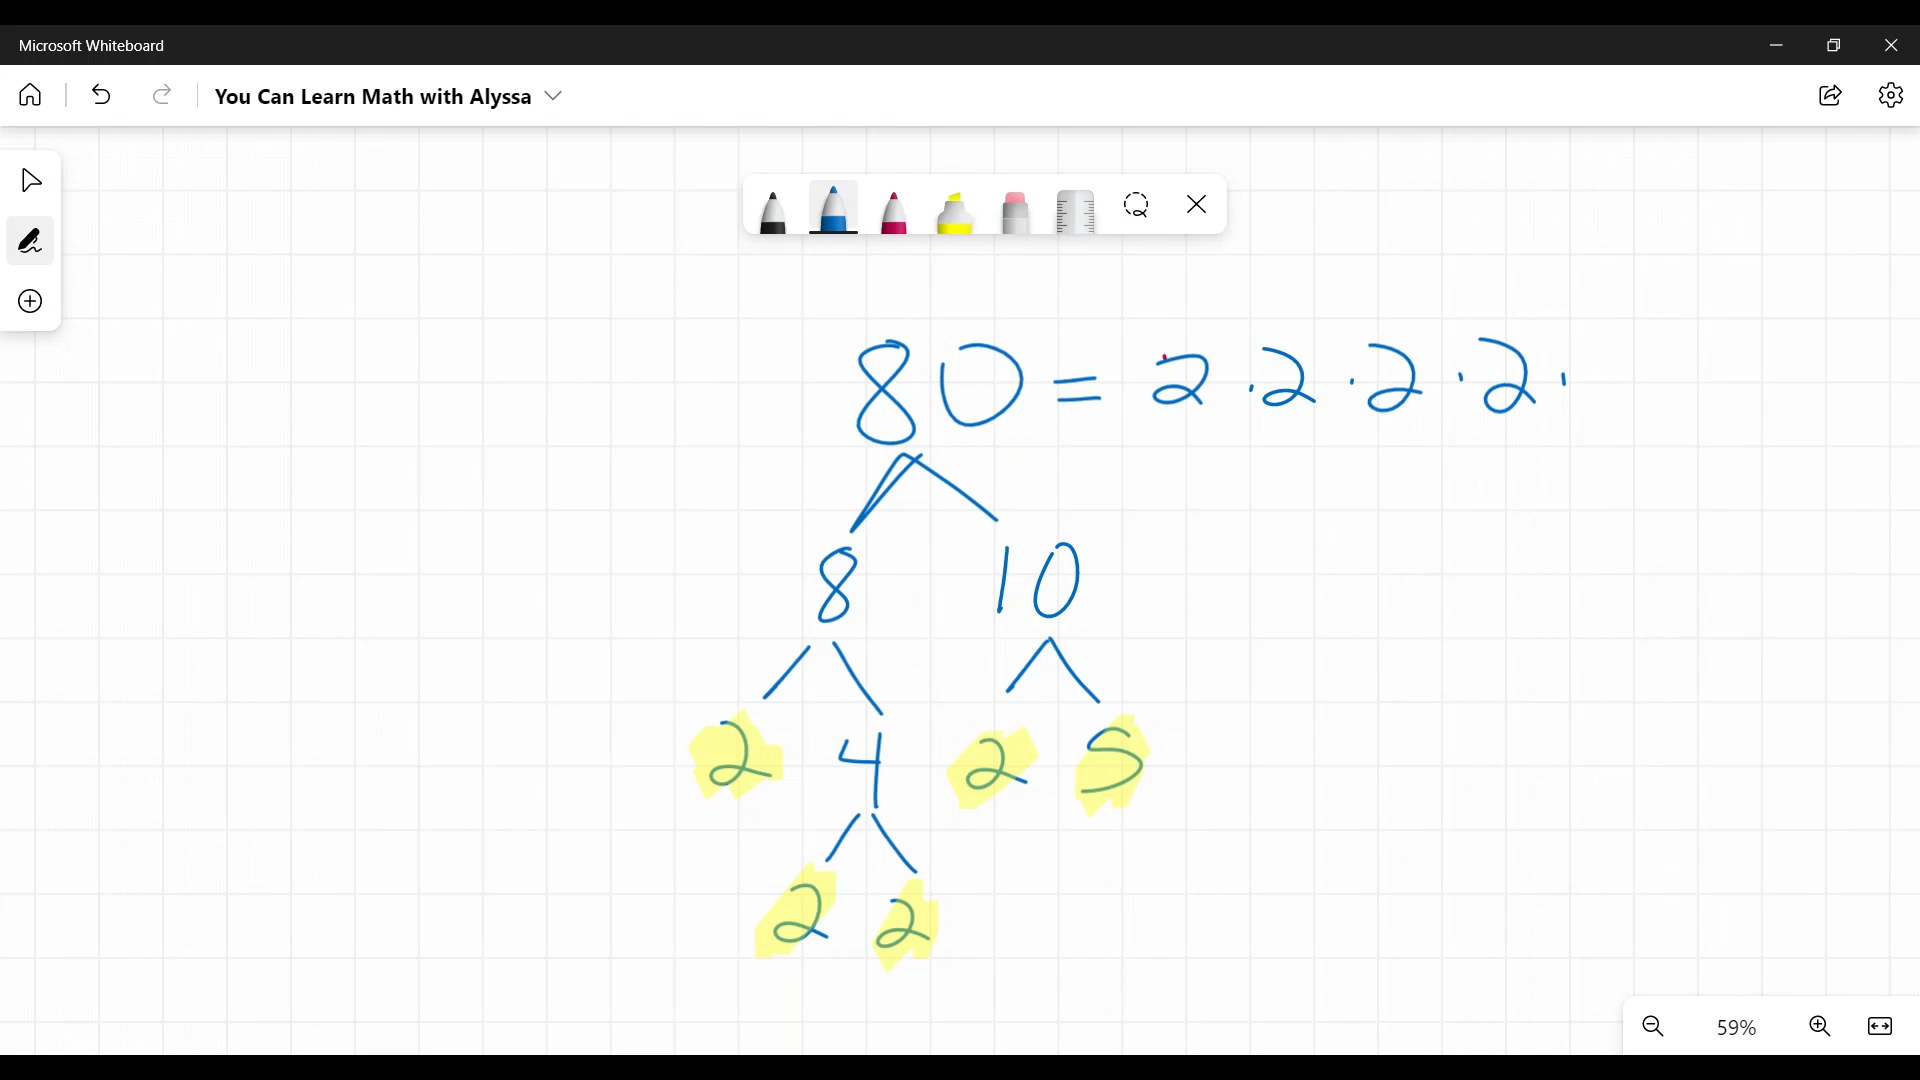 Microsoft Whiteboard
You Can Learn Math with Alyssa
80 = 2 · 2 · 2 · 2 ·
8 10
2 4 2 5
2 2
59%